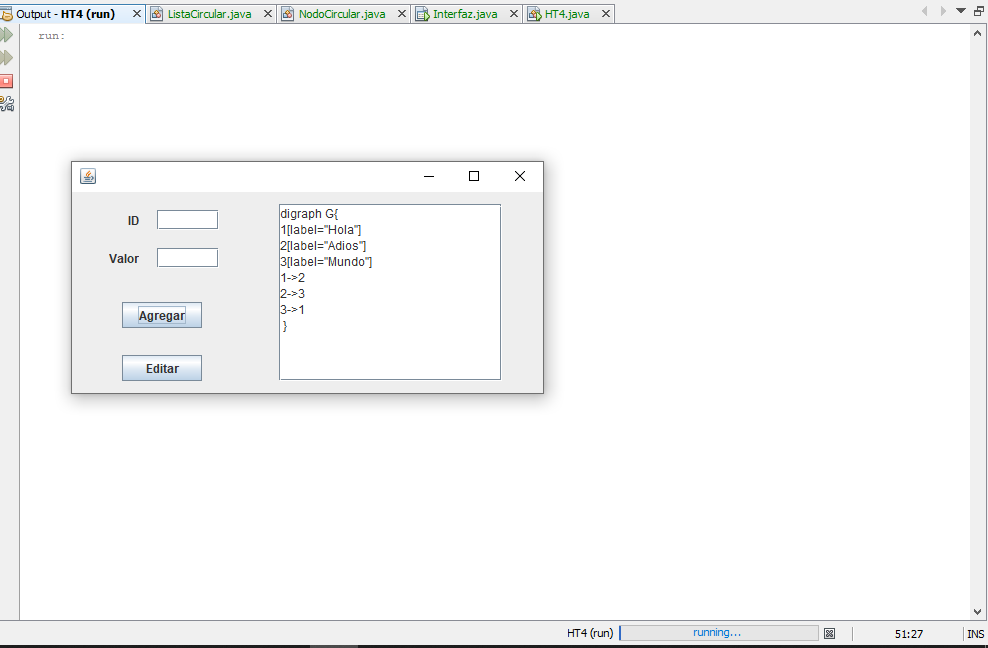 Output - HT4 (run) ListaCircular.java NodoCircular.java Interfaz.java HT4.java
run:
ID
Valor
Agregar
Editar
digraph G{
1[label="Hola"]
2[label="Adios"]
3[label="Mundo"]
1->2
2->3
3->1
}
HT4 (run) running... 51:27 INS